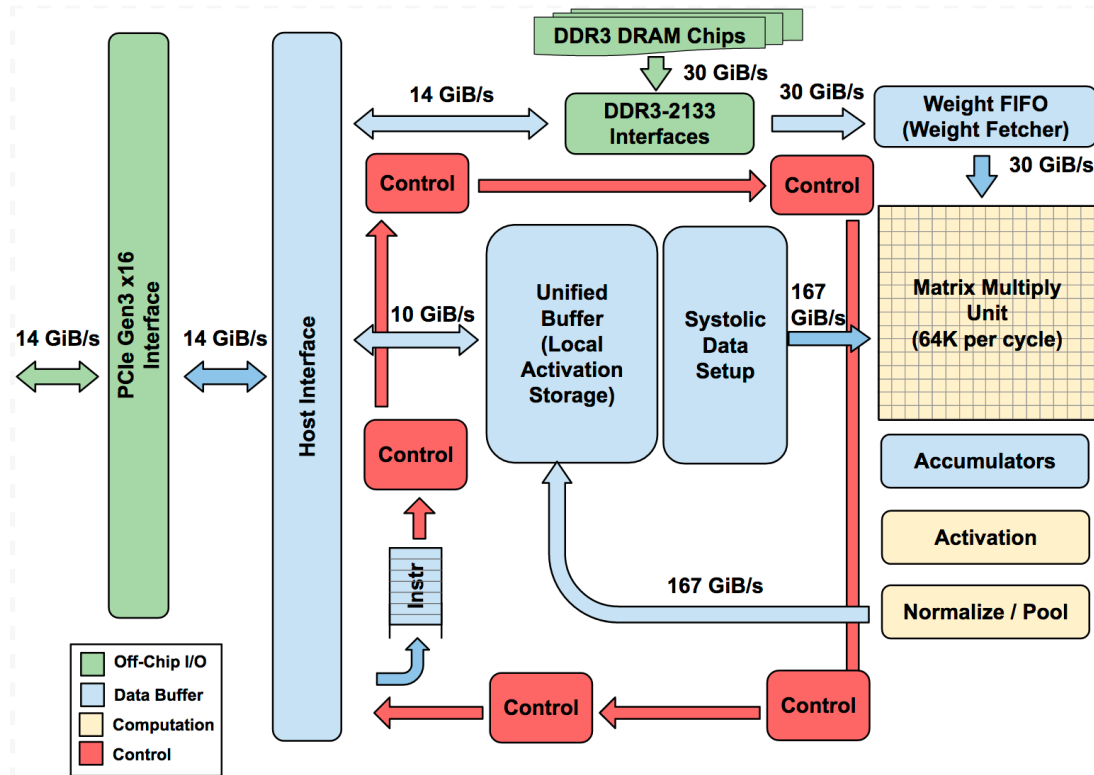 DDR3 DRAM Chips
30 GiB/s
14 GiB/s
DDR3-2133
Interfaces
30 GiB/s
Weight FIFO
(Weight Fetcher)
30 GiB/s
Control
Control
PCIe Gen3 x16
Interface
14 GiB/s
14 GiB/s
Host Interface
10 GiB/s
Unified
Buffer
(Local
Activation
Storage)
Systolic
Data
Setup
167
GiB/s
Matrix Multiply
Unit
(64K per cycle)
Control
Accumulators
Activation
Instr
167 GiB/s
Normalize / Pool
Control
Control
Off-Chip I/O
Data Buffer
Computation
Control